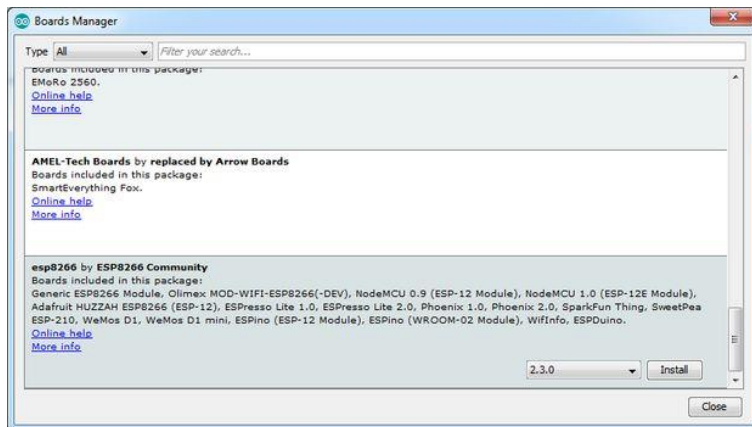 Boards Manager
Type All Filter your search...
Boards included in this package:
EMoRo 2560.
Online help
More info
AMEL-Tech Boards by replaced by Arrow Boards
Boards included in this package:
SmartEverything Fox.
Online help
More info
esp8266 by ESP8266 Community
Boards included in this package:
Generic ESP8266 Module, Olimex MOD-WIFI-ESP8266(-DEV), NodeMCU 0.9 (ESP-12 Module), NodeMCU 1.0 (ESP-12E Module),
Adafruit HUZZAH ESP8266 (ESP-12), ESPresso Lite 1.0, ESPresso Lite 2.0, Phoenix 1.0, Phoenix 2.0, SparkFun Thing, SweetPea
ESP-210, WeMos D1, WeMos D1 mini, ESPino (ESP-12 Module), ESPino (WROOM-02 Module), WifInfo, ESPDuino.
Online help
More info
2.3.0 Install
Close